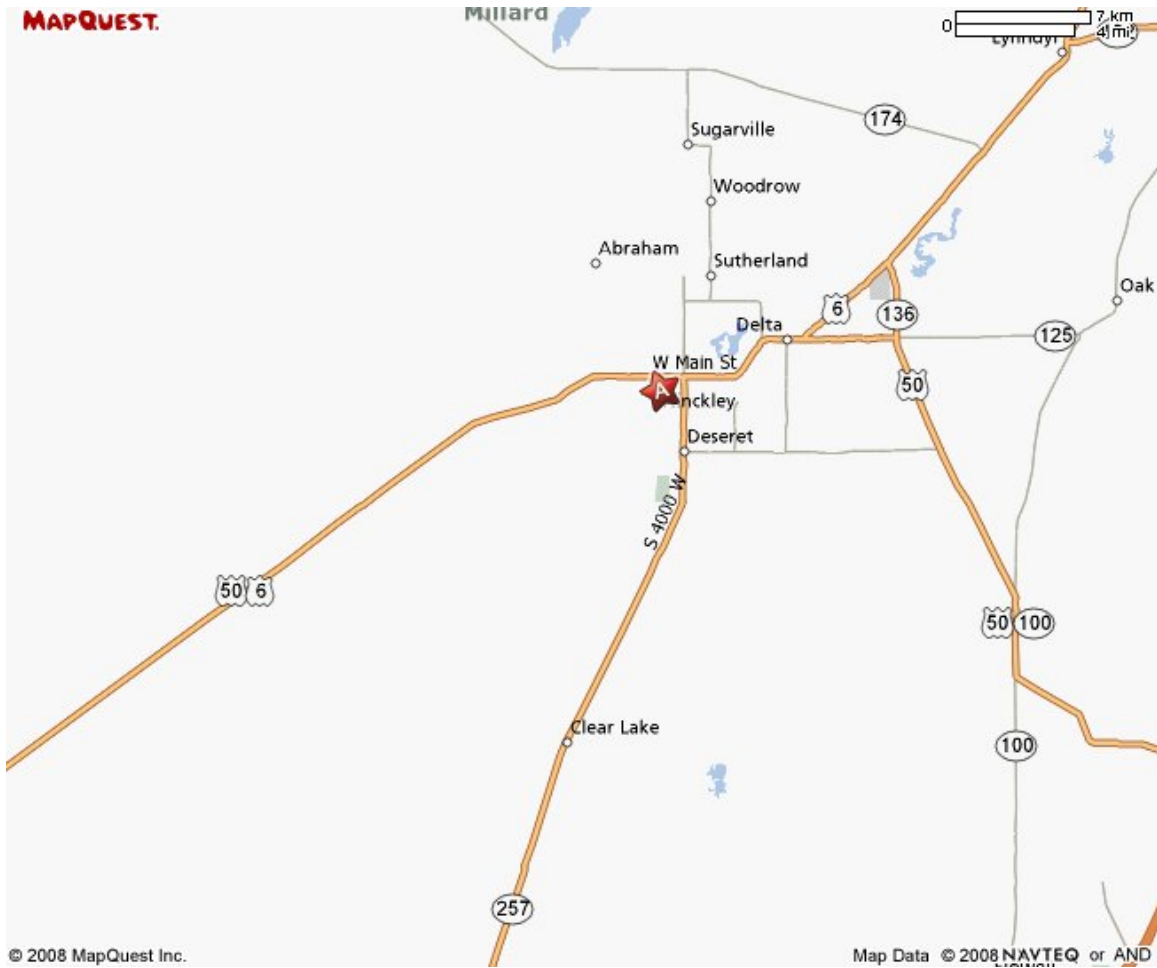 MAPQUEST.
Millard
7 km
0
4 mi
174
Sugarville
Woodrow
Abraham
Sutherland
Oak
6
136
Delta
125
W Main St
50
A
Deseret
S 4000 W
50 6
50 100
Clear Lake
100
257
© 2008 MapQuest Inc.
Map Data © 2008 NAVTEQ or AND